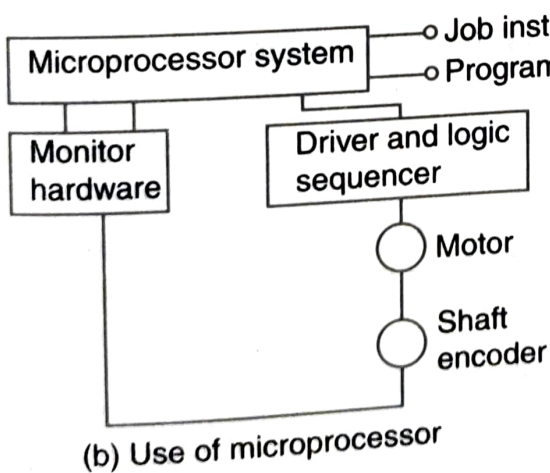 Job inst
Microprocessor system
Program
Monitor
hardware
Driver and logic
sequencer
Motor
Shaft
encoder
(b) Use of microprocessor